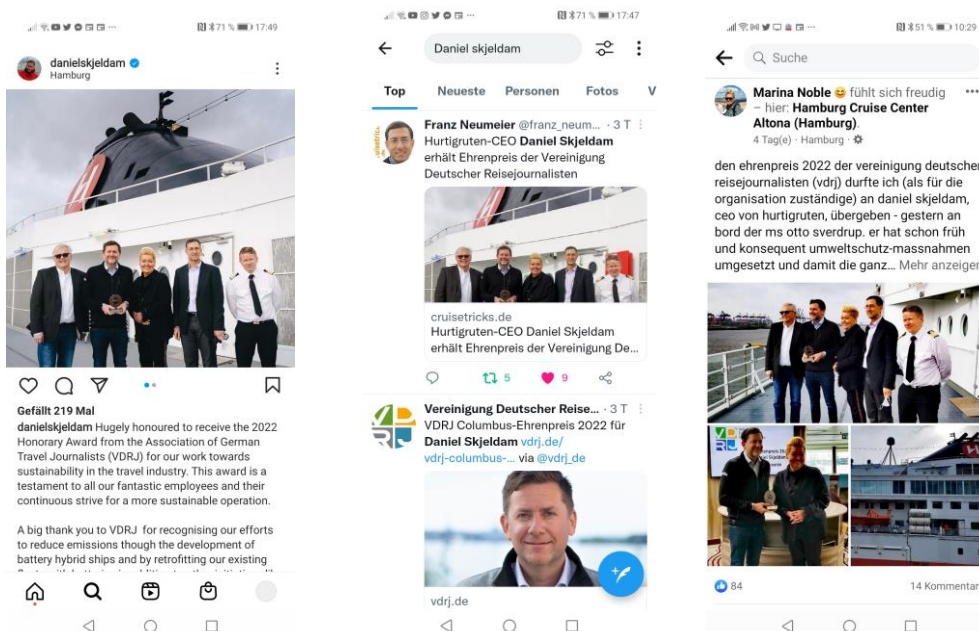 17:49
71 %
danielskjeldam
Hamburg
Gefällt 219 Mal
danielskjeldam Hugely honoured to receive the 2022
Honorary Award from the Association of German
Travel Journalists (VDRJ) for our work towards
sustainability in the travel industry. This award is a
testament to all our fantastic employees and their
continuous strive for a more sustainable operation.
A big thank you to VDRJ for recognising our efforts
to reduce emissions though the development of
battery hybrid ships and by retrofitting our existing
71 % 17:47
Daniel skjeldam
Top Neueste Personen Fotos V
Franz Neumeier @franz_neum... · 3 T
Hurtigruten-CEO Daniel Skjeldam
erhält Ehrenpreis der Vereinigung
Deutscher Reisejournalisten
cruisetricks.de
Hurtigruten-CEO Daniel Skjeldam
erhält Ehrenpreis der Vereinigung De...
5 9
Vereinigung Deutscher Reise... · 3 T
VDRJ Columbus-Ehrenpreis 2022 für
Daniel Skjeldam vdrj.de/
vdrj-columbus-... via @vdrj_de
vdrj.de
51 % 10:29
Suche
Marina Noble fühlt sich freudig
– hier: Hamburg Cruise Center
Altona (Hamburg).
4 Tag(e) · Hamburg ·
den ehrenpreis 2022 der vereinigung deutscher
reisejournalisten (vdrj) durfte ich (als für die
organisation zuständige) an daniel skjeldam,
ceo von hurtigruten, übergeben - gestern an
bord der ms otto sverdrup. er hat schon früh
und konsequent umweltschutz-massnahmen
umgesetzt und damit die ganz... Mehr anzeigen
84 14 Kommentar